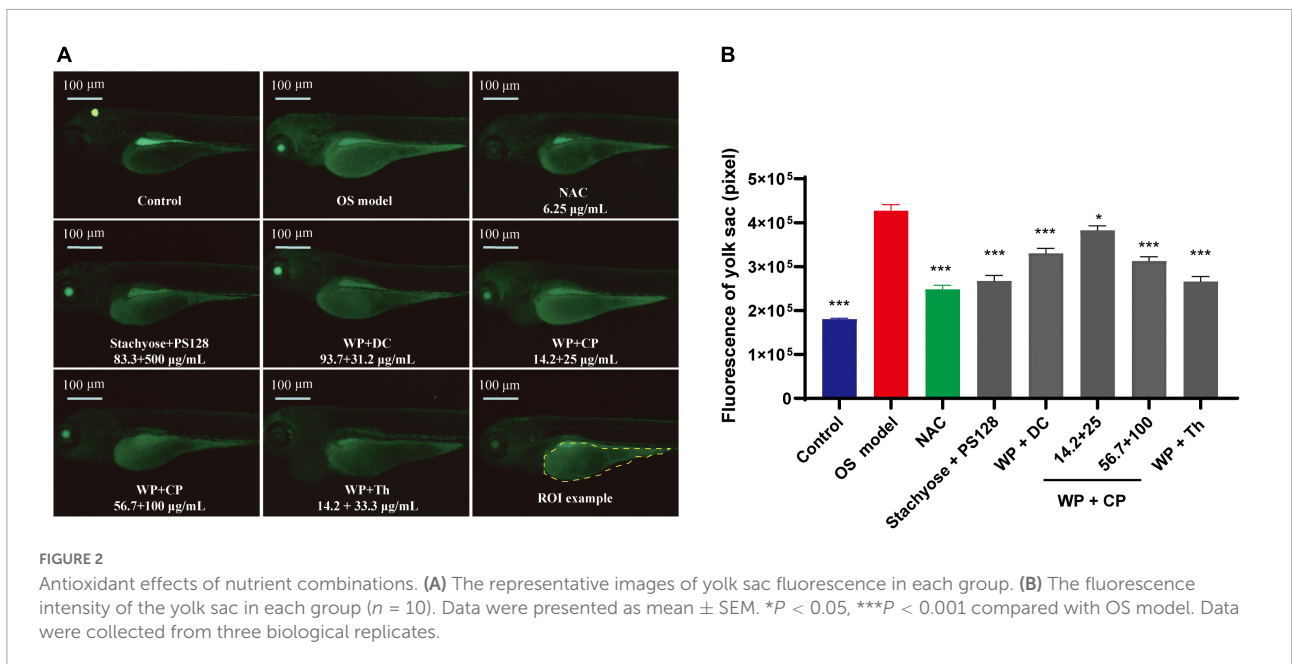 A
100 µm
100 µm
100 µm
Control
OS model
NAC
6.25 µg/mL
100 µm
100 µm
100 µm
Stachyose+PS128
83.3+500 µg/mL
WP+DC
93.7+31.2 µg/mL
WP+CP
14.2+25 µg/mL
100 µm
100 µm
100 µm
WP+CP
56.7+100 µg/mL
WP+Th
14.2 + 33.3 µg/mL
ROI example
B
Fluorescence of yolk sac (pixel)
5×10⁵
4×10⁵
3×10⁵
2×10⁵
1×10⁵
0
***
***
***
***
*
***
***
Control
OS model
NAC
Stachyose + PS128
WP + DC
14.2+25
56.7+100
WP + Th
WP + CP
FIGURE 2
Antioxidant effects of nutrient combinations. (A) The representative images of yolk sac fluorescence in each group. (B) The fluorescence
intensity of the yolk sac in each group (n = 10). Data were presented as mean ± SEM. *P < 0.05, ***P < 0.001 compared with OS model. Data
were collected from three biological replicates.